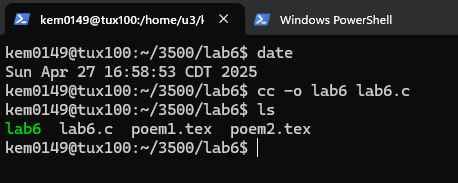 kem0149@tux100:/home/u3/k
Windows PowerShell
kem0149@tux100:~/3500/lab6$ date
Sun Apr 27 16:58:53 CDT 2025
kem0149@tux100:~/3500/lab6$ cc -o lab6 lab6.c
kem0149@tux100:~/3500/lab6$ ls
lab6  lab6.c  poem1.tex  poem2.tex
kem0149@tux100:~/3500/lab6$